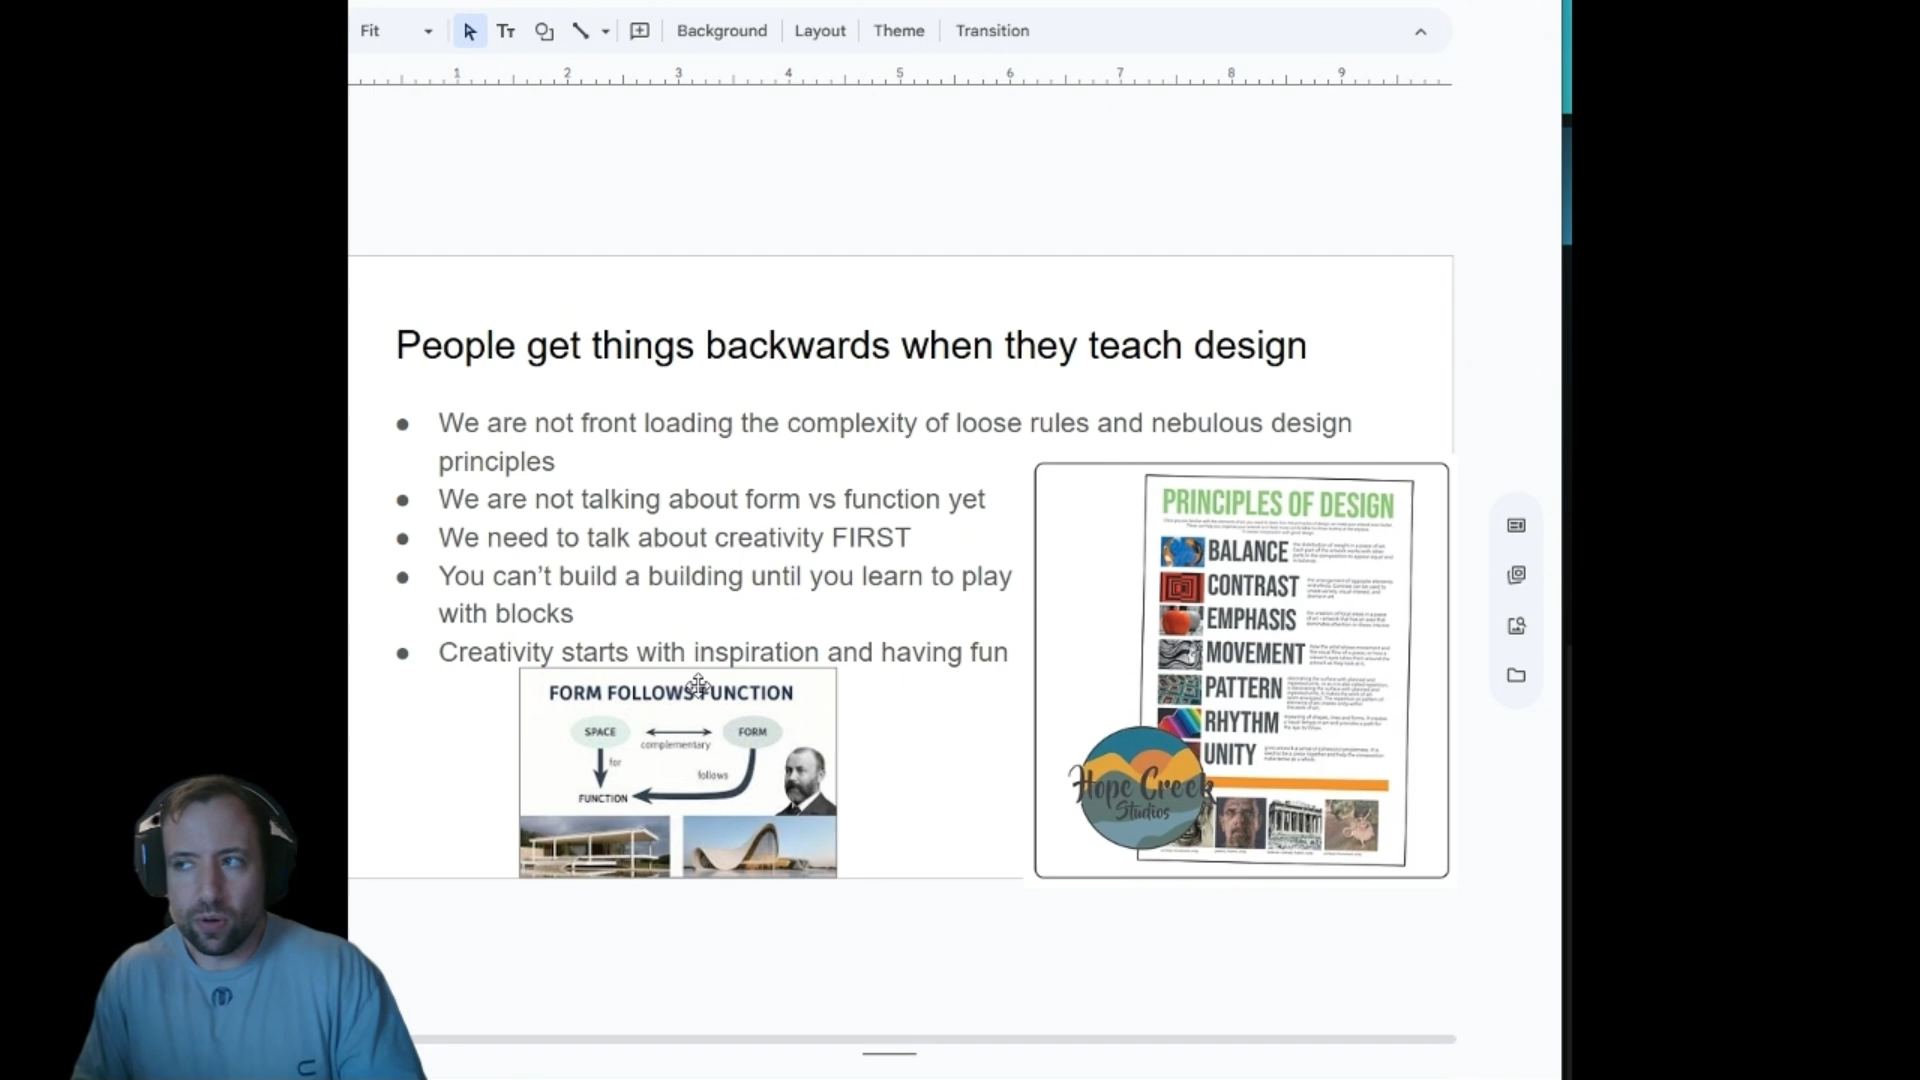 Fit
Background
Layout
Theme
Transition
1 2 3 4 5 6 7 8 9
People get things backwards when they teach design
● We are not front loading the complexity of loose rules and nebulous design
principles
● We are not talking about form vs function yet
● We need to talk about creativity FIRST
● You can’t build a building until you learn to play
with blocks
● Creativity starts with inspiration and having fun
FORM FOLLOWS FUNCTION
SPACE
FORM
complementary
for
follows
FUNCTION
PRINCIPLES OF DESIGN
BALANCE
CONTRAST
EMPHASIS
MOVEMENT
PATTERN
RHYTHM
UNITY
Hope Creek
Studios